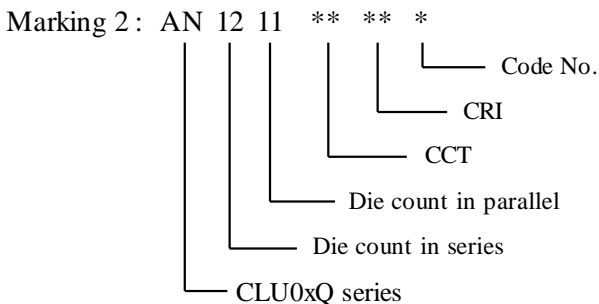 Marking 2 : AN 12 11 ** ** *
Code No.
CRI
CCT
Die count in parallel
Die count in series
CLU0xQ series